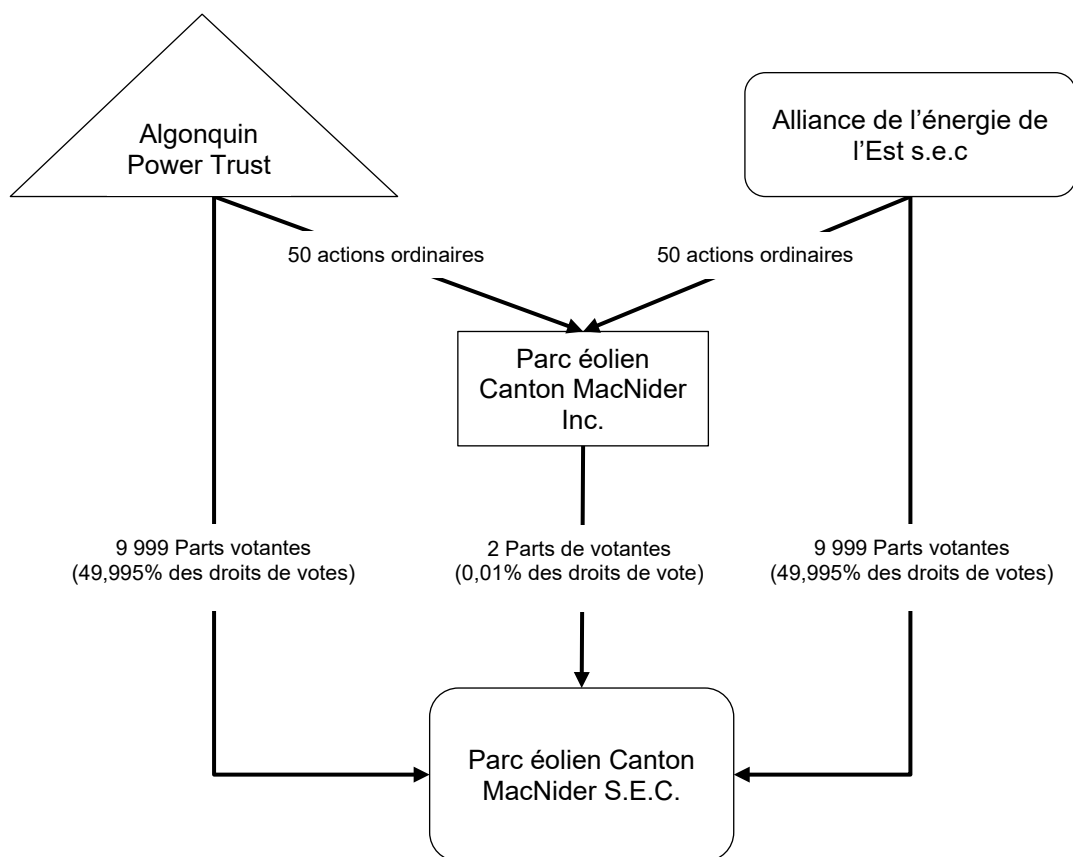 Algonquin
Power Trust
Alliance de l’énergie de
l’Est s.e.c
50 actions ordinaires
50 actions ordinaires
Parc éolien
Canton MacNider
Inc.
9 999 Parts votantes
(49,995% des droits de votes)
2 Parts de votantes
(0,01% des droits de vote)
9 999 Parts votantes
(49,995% des droits de votes)
Parc éolien Canton
MacNider S.E.C.